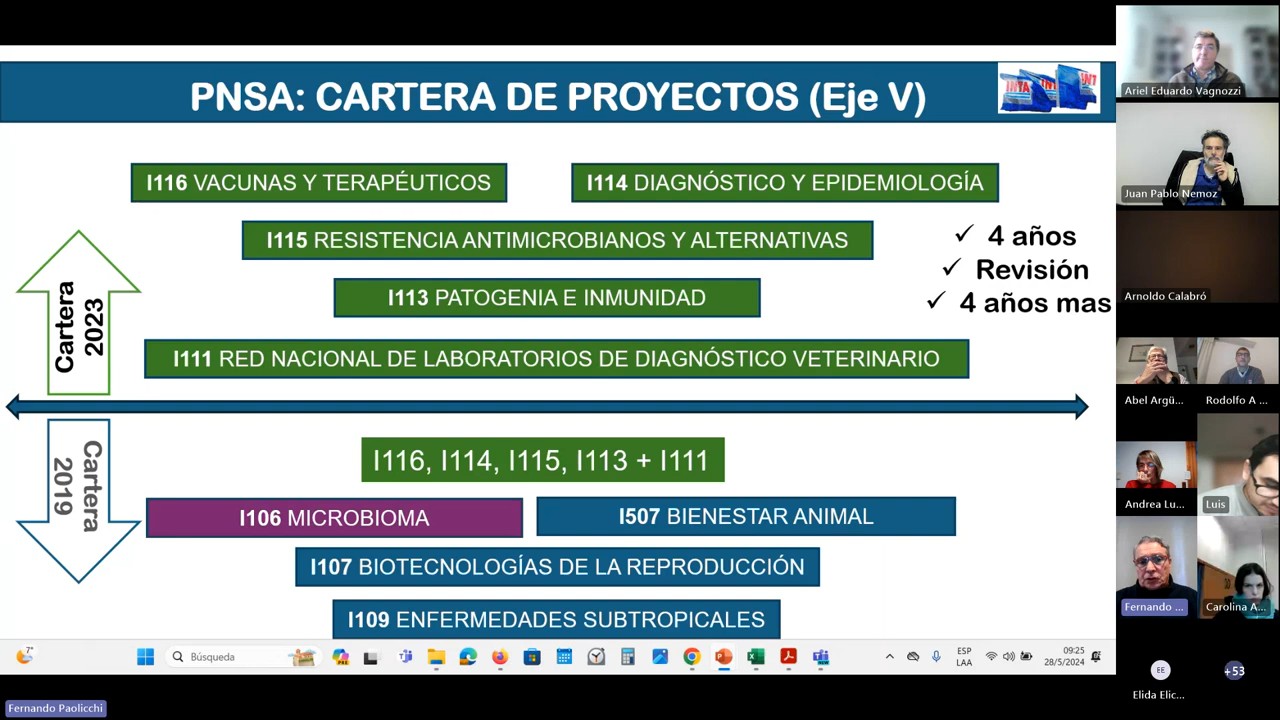 PNSA: CARTERA DE PROYECTOS (Eje V)
INTA
INT
I116 VACUNAS Y TERAPÉUTICOS
I114 DIAGNÓSTICO Y EPIDEMIOLOGÍA
I115 RESISTENCIA ANTIMICROBIANOS Y ALTERNATIVAS
I113 PATOGENIA E INMUNIDAD
I111 RED NACIONAL DE LABORATORIOS DE DIAGNÓSTICO VETERINARIO
✓ 4 años
✓ Revisión
✓ 4 años mas
Cartera
2023
Cartera
2019
I116, I114, I115, I113 + I111
I106 MICROBIOMA
I507 BIENESTAR ANIMAL
I107 BIOTECNOLOGÍAS DE LA REPRODUCCIÓN
I109 ENFERMEDADES SUBTROPICALES
7°
Búsqueda
ESP
LAA
09:25
28/5/2024
Fernando Paolicchi
Ariel Eduardo Vagnozzi
Juan Pablo Nemoz
Arnoldo Calabró
Abel Argü...
Rodolfo A ...
Andrea Lu...
Luis
Fernando ...
Carolina A...
EE
+53
Elida Elic...